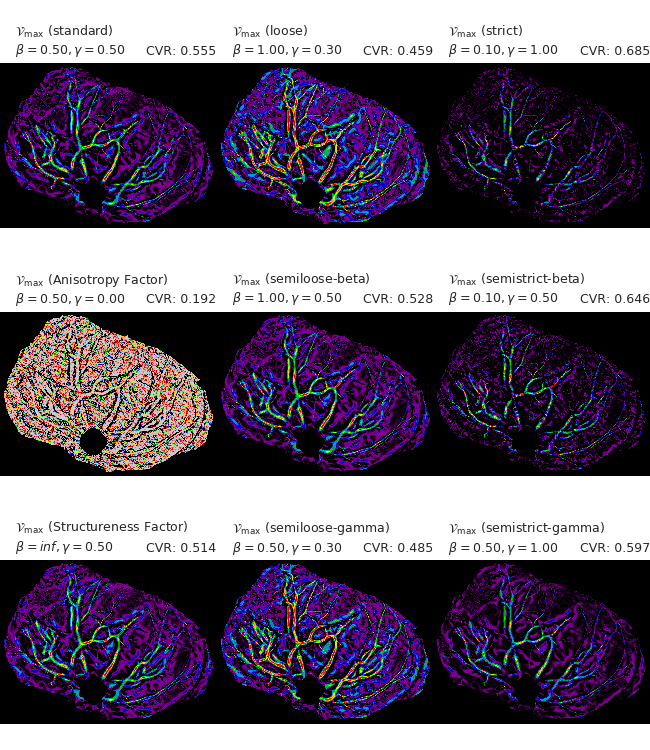 𝒱max (standard)
β = 0.50, γ = 0.50 CVR: 0.555
𝒱max (loose)
β = 1.00, γ = 0.30 CVR: 0.459
𝒱max (strict)
β = 0.10, γ = 1.00 CVR: 0.685
𝒱max (Anisotropy Factor)
β = 0.50, γ = 0.00 CVR: 0.192
𝒱max (semiloose-beta)
β = 1.00, γ = 0.50 CVR: 0.528
𝒱max (semistrict-beta)
β = 0.10, γ = 0.50 CVR: 0.646
𝒱max (Structureness Factor)
β = inf, γ = 0.50 CVR: 0.514
𝒱max (semiloose-gamma)
β = 0.50, γ = 0.30 CVR: 0.485
𝒱max (semistrict-gamma)
β = 0.50, γ = 1.00 CVR: 0.597